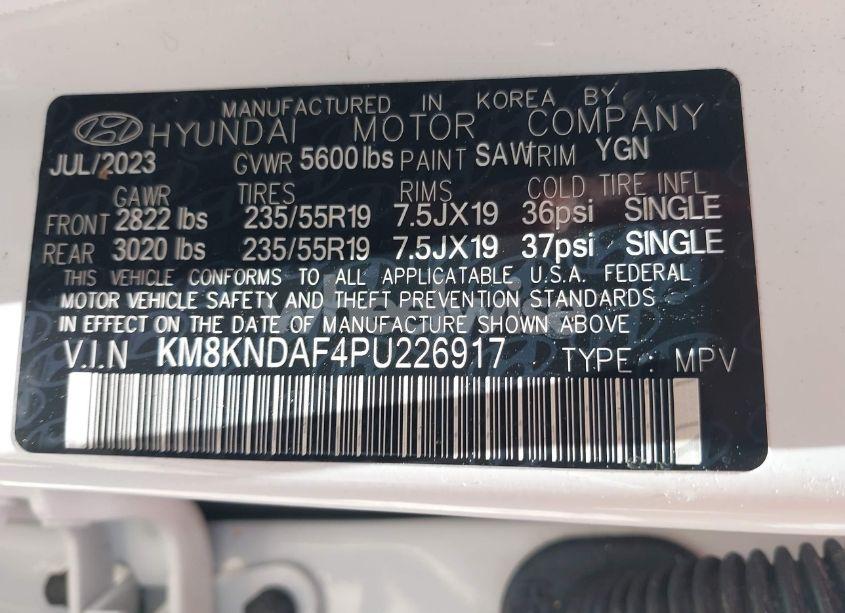 MANUFACTURED IN KOREA BY
HYUNDAI MOTOR COMPANY
JUL/2023 GVWR 5600lbs PAINT SAW TRIM YGN
GAWR TIRES RIMS COLD TIRE INFL
FRONT 2822 lbs 235/55R19 7.5JX19 36psi SINGLE
REAR 3020 lbs 235/55R19 7.5JX19 37psi SINGLE
THIS VEHICLE CONFORMS TO ALL APPLICATABLE U.S.A. FEDERAL
MOTOR VEHICLE SAFETY AND THEFT PREVENTION STANDARDS
IN EFFECT ON THE DATE OF MANUFACTURE SHOWN ABOVE
V.I.N KM8KNDAF4PU226917 TYPE : MPV